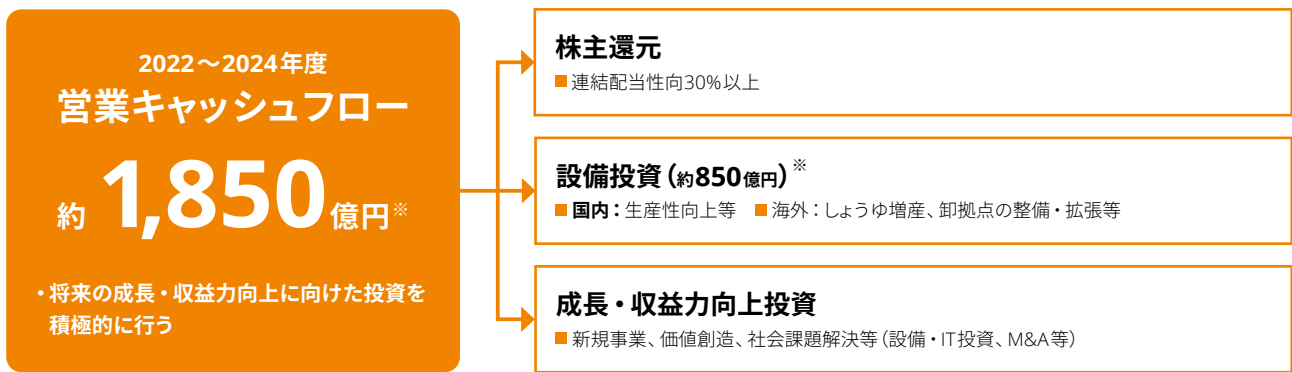 2022～2024年度
営業キャッシュフロー
約1,850億円※
・将来の成長・収益力向上に向けた投資を
積極的に行う
株主還元
■連結配当性向30%以上
設備投資（約850億円）※
■国内：生産性向上等 ■海外：しょうゆ増産、卸拠点の整備・拡張等
成長・収益力向上投資
■新規事業、価値創造、社会課題解決等（設備・IT投資、M&A等）